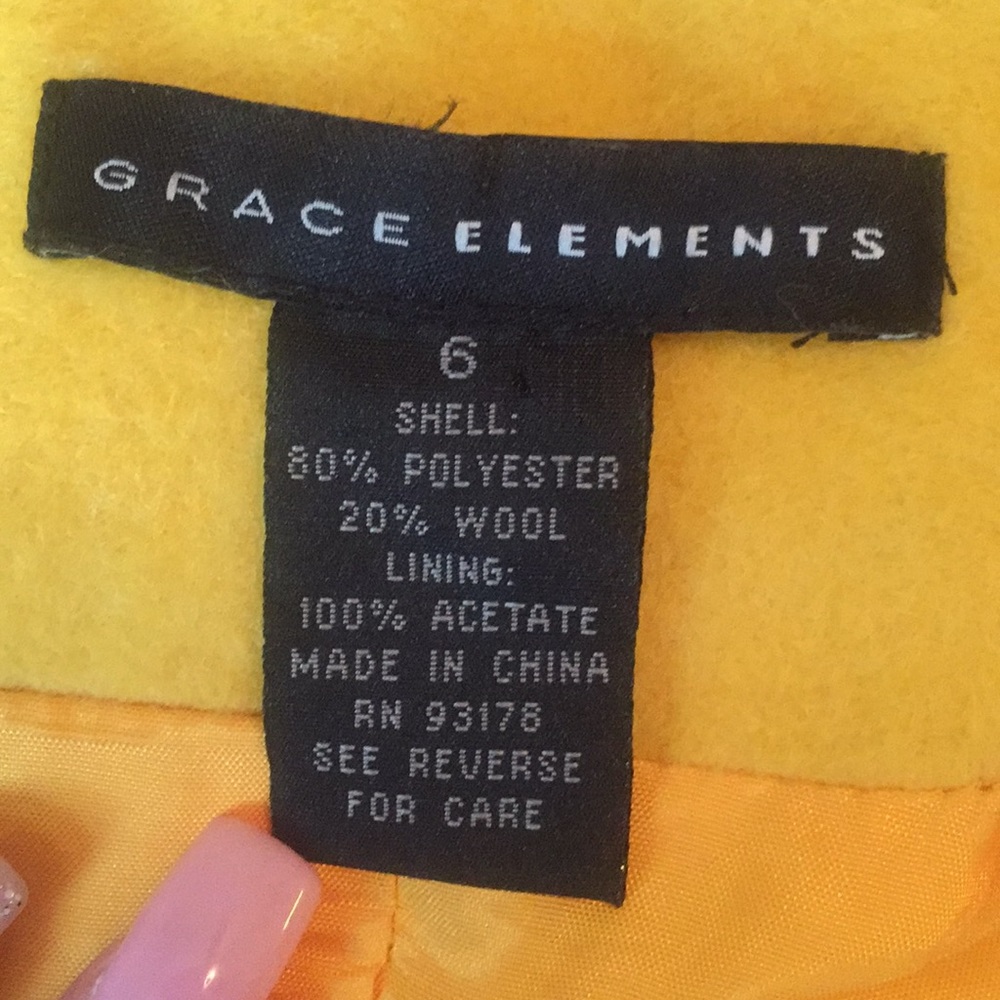 GRACE ELEMENTS
6
SHELL:
80% POLYESTER
20% WOOL
LINING:
100% ACETATE
MADE IN CHINA
RN 93178
SEE REVERSE
FOR CARE